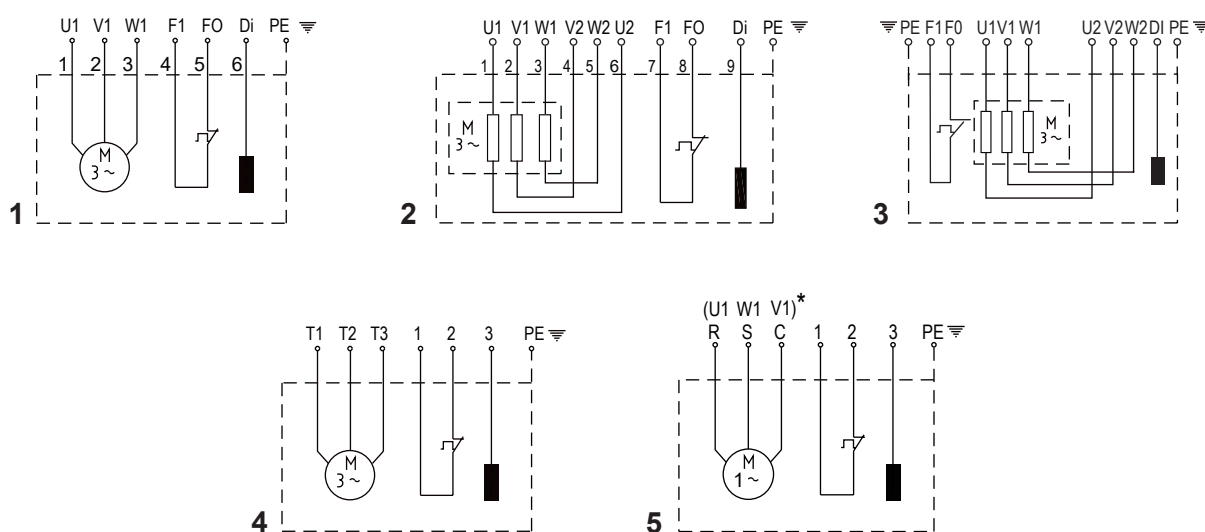 U1 V1 W1 F1 FO Di PE
1 2 3 4 5 6
M
3~
1
U1 V1 W1 V2 W2 U2 F1 FO Di PE
1 2 3 4 5 6 7 8 9
M
3~
2
PE F1 F0 U1 V1 W1 U2 V2 W2 DI PE
M
3~
3
T1 T2 T3 1 2 3 PE
M
3~
4
(U1 W1 V1)*
R S C 1 2 3 PE
M
1~
5